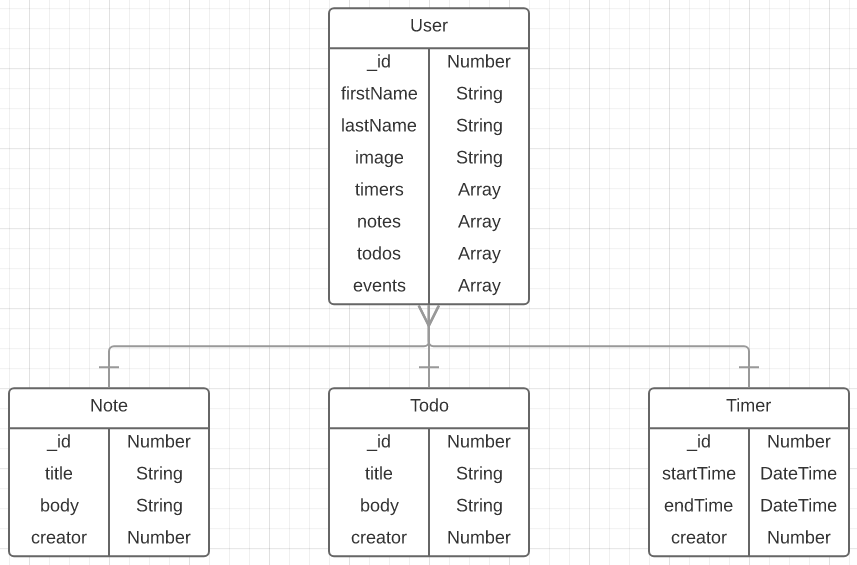 User
_id Number
firstName String
lastName String
image String
timers Array
notes Array
todos Array
events Array
Note
_id Number
title String
body String
creator Number
Todo
_id Number
title String
body String
creator Number
Timer
_id Number
startTime DateTime
endTime DateTime
creator Number